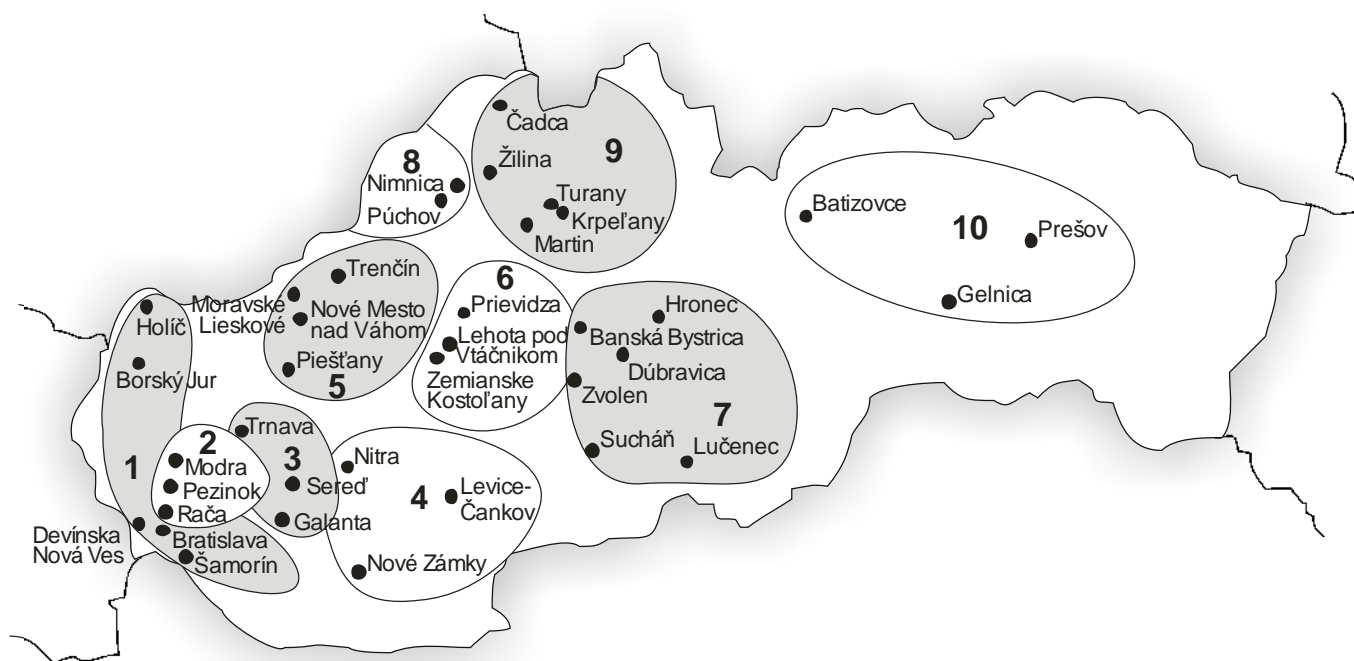 Čadca
9
Žilina
Turany
Krpeľany
Martin
8
Nimnica
Púchov
Batizovce
10
Prešov
Gelnica
Trenčín
Moravské
Lieskové
Nové Mesto
nad Váhom
Piešťany
5
6
Prievidza
Lehota pod
Vtáčnikom
Zemianske
Kostoľany
Hronec
Banská Bystrica
Dúbravica
Zvolen
7
Sucháň
Lučenec
Holíč
Borský Jur
1
2
Modra
Pezinok
Rača
Devínska
Nová Ves
Bratislava
Šamorín
Trnava
3
Sereď
Galanta
Nitra
4
Levice-
Čankov
Nové Zámky